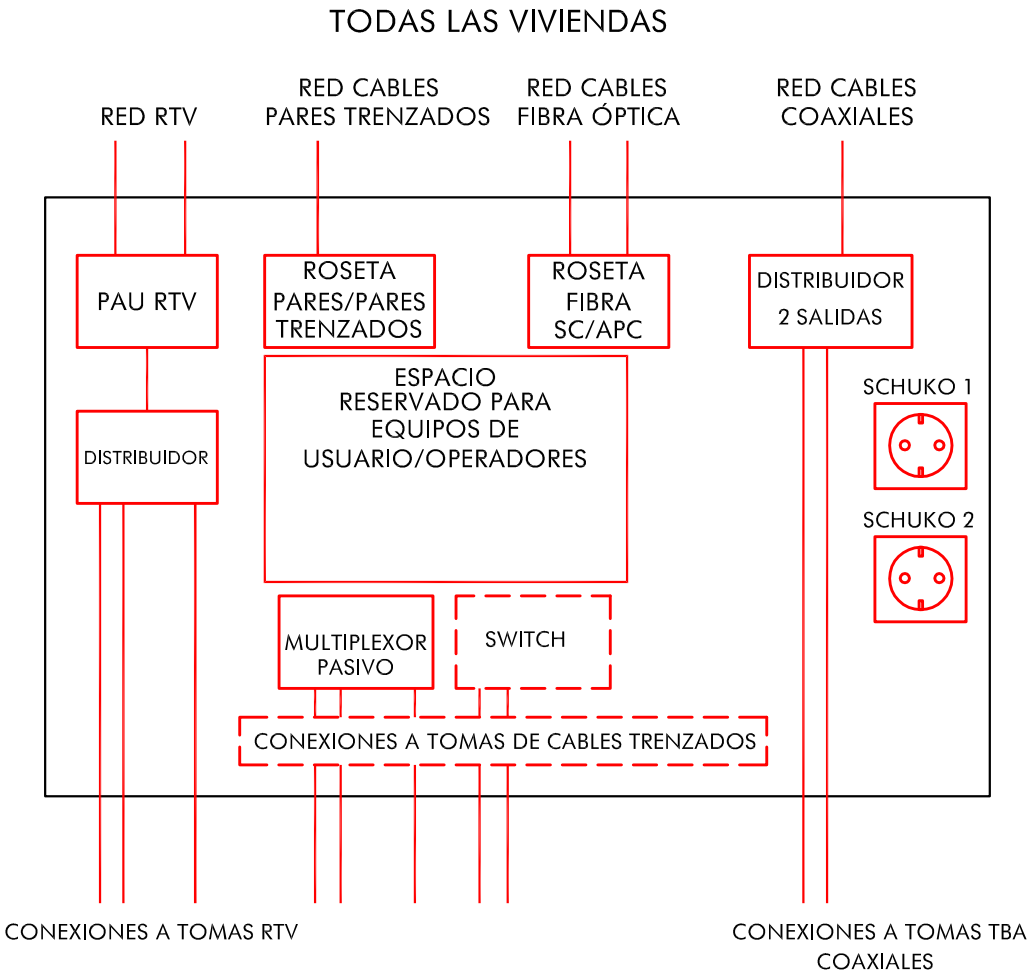 TODAS LAS VIVIENDAS
RED RTV
RED CABLES
PARES TRENZADOS
RED CABLES
FIBRA ÓPTICA
RED CABLES
COAXIALES
PAU RTV
ROSETA
PARES/PARES
TRENZADOS
ROSETA
FIBRA
SC/APC
DISTRIBUIDOR
2 SALIDAS
ESPACIO
RESERVADO PARA
EQUIPOS DE
USUARIO/OPERADORES
SCHUKO 1
DISTRIBUIDOR
SCHUKO 2
MULTIPLEXOR
PASIVO
SWITCH
CONEXIONES A TOMAS DE CABLES TRENZADOS
CONEXIONES A TOMAS RTV
CONEXIONES A TOMAS TBA
COAXIALES